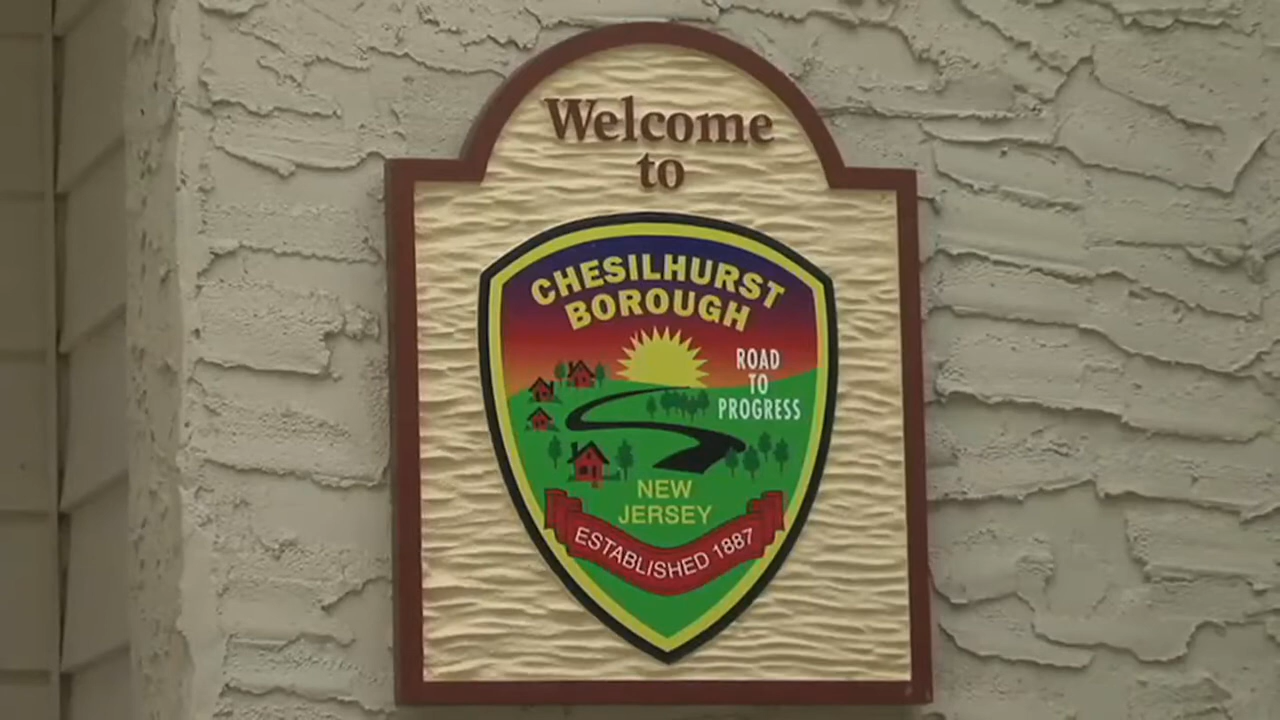 Welcome
to
CHESILHURST
BOROUGH
ROAD
TO
PROGRESS
NEW
JERSEY
ESTABLISHED 1887